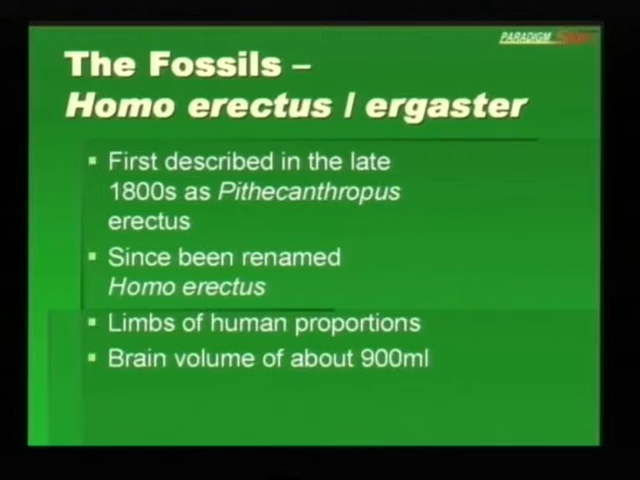 PARADIGM
The Fossils –
Homo erectus / ergaster
▪ First described in the late
1800s as Pithecanthropus
erectus
▪ Since been renamed
Homo erectus
▪ Limbs of human proportions
▪ Brain volume of about 900ml